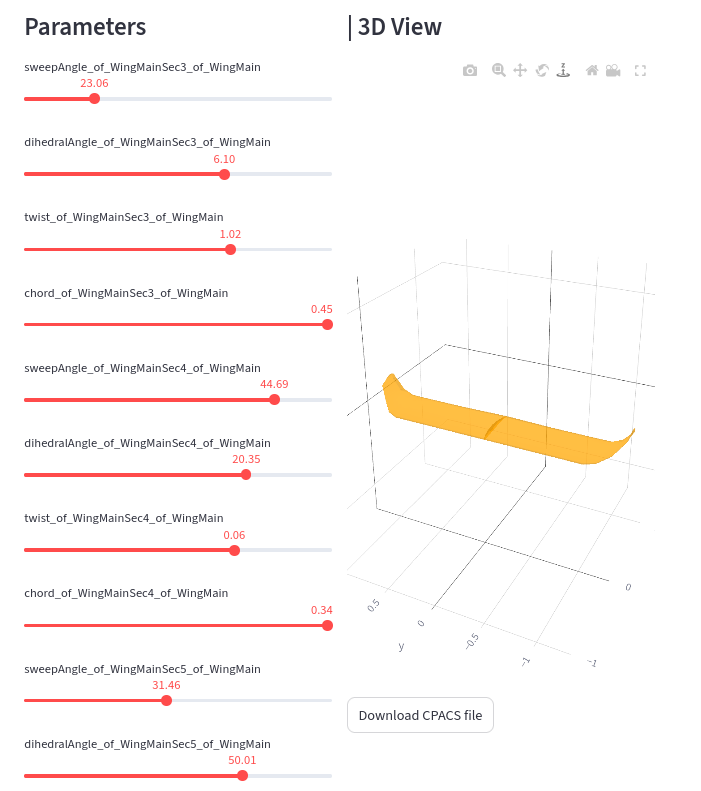 Parameters
sweepAngle_of_WingMainSec3_of_WingMain
23.06
dihedralAngle_of_WingMainSec3_of_WingMain
6.10
twist_of_WingMainSec3_of_WingMain
1.02
chord_of_WingMainSec3_of_WingMain
0.45
sweepAngle_of_WingMainSec4_of_WingMain
44.69
dihedralAngle_of_WingMainSec4_of_WingMain
20.35
twist_of_WingMainSec4_of_WingMain
0.06
chord_of_WingMainSec4_of_WingMain
0.34
sweepAngle_of_WingMainSec5_of_WingMain
31.46
dihedralAngle_of_WingMainSec5_of_WingMain
50.01
| 3D View
0
0.5
0
−0.5
−1
−1
y
Download CPACS file